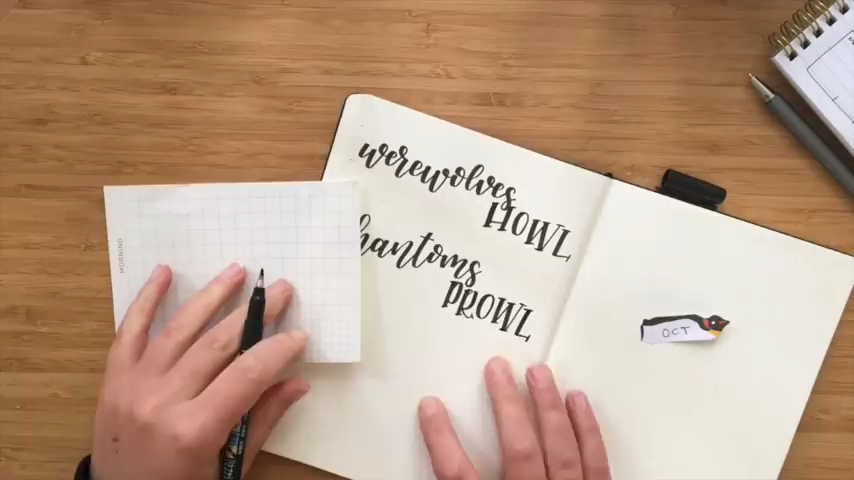 werewolves
HOWL
hantoms
PROWL
OCT
MORNING